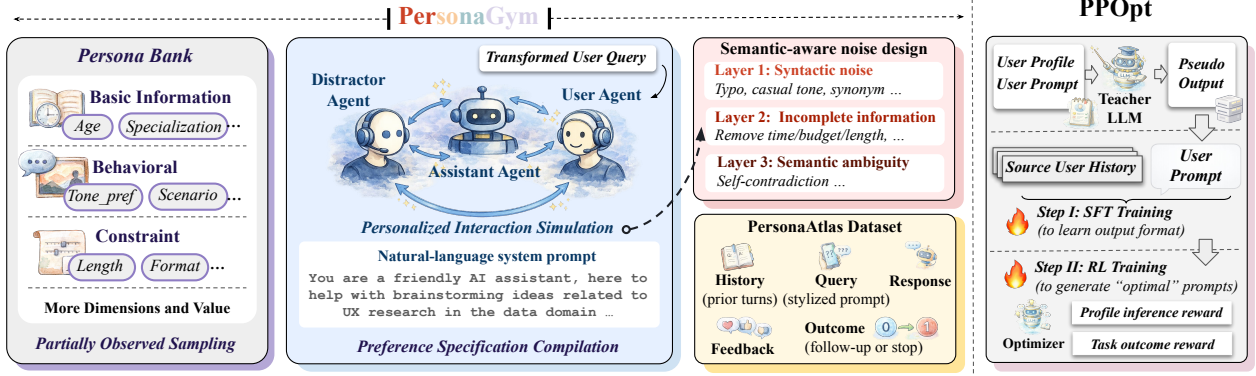 PersonaGym
PPOpt
Persona Bank
Basic Information
Age
Specialization
...
Behavioral
Tone_pref
Scenario
...
Constraint
Length
Format
...
More Dimensions and Value
Partially Observed Sampling
Transformed User Query
Distractor
Agent
User Agent
Assistant Agent
Personalized Interaction Simulation
Natural-language system prompt
You are a friendly AI assistant, here to
help with brainstorming ideas related to
UX research in the data domain …
Preference Specification Compilation
Semantic-aware noise design
Layer 1: Syntactic noise
Typo, casual tone, synonym …
Layer 2: Incomplete information
Remove time/budget/length, …
Layer 3: Semantic ambiguity
Self-contradiction …
PersonaAtlas Dataset
History
(prior turns)
Query
(stylized prompt)
Response
Feedback
Outcome
0
1
(follow-up or stop)
User Profile
User Prompt
Teacher
LLM
Pseudo
Output
Source User History
User
Prompt
Step I: SFT Training
(to learn output format)
Step II: RL Training
(to generate “optimal” prompts)
Optimizer
Profile inference reward
Task outcome reward